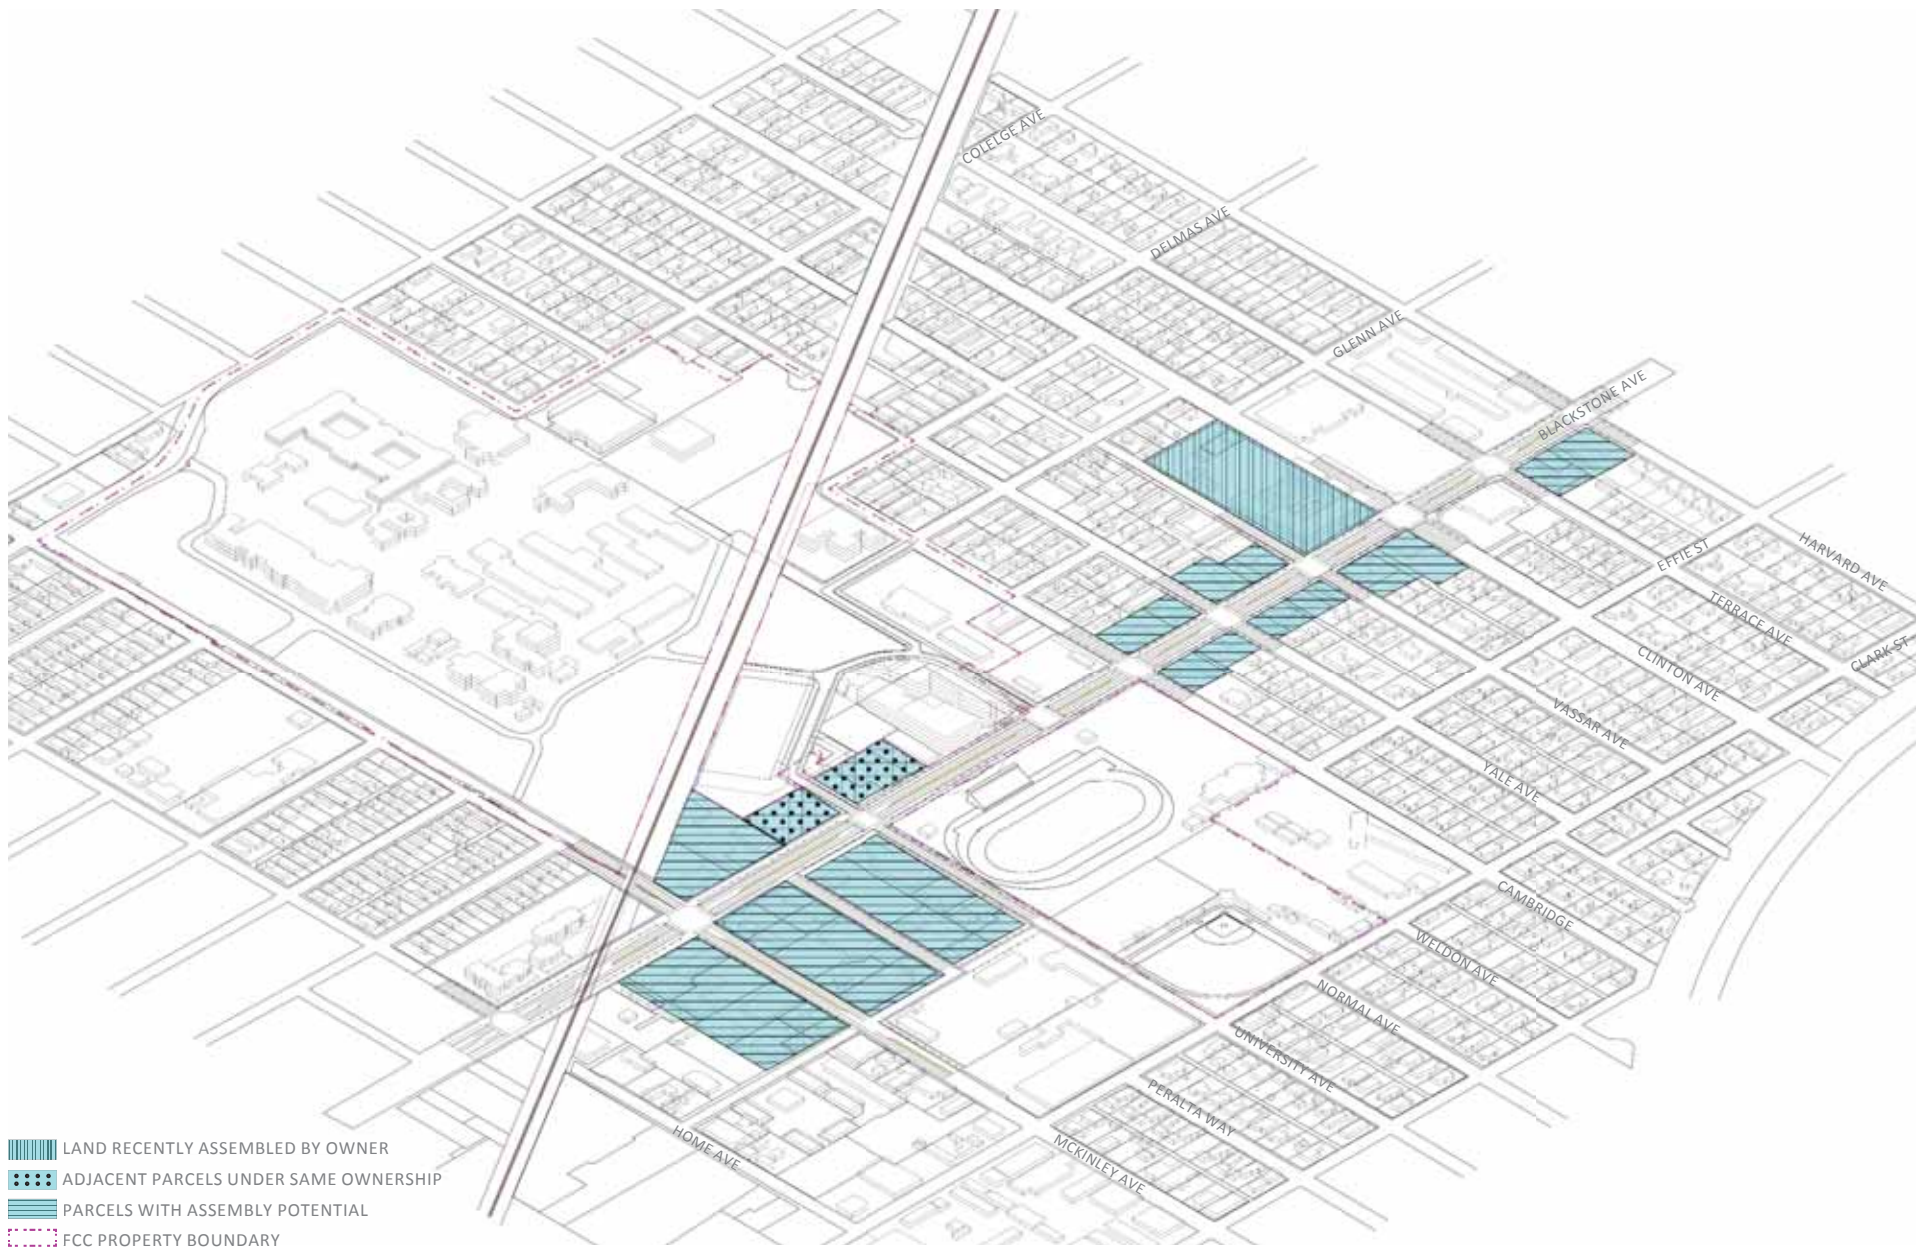 COLELGE AVE
DELMAS AVE
GLENN AVE
BLACKSTONE AVE
HARVARD AVE
EFFIE ST
TERRACE AVE
CLARK ST
CLINTON AVE
VASSAR AVE
YALE AVE
CAMBRIDGE
WELDON AVE
NORMAL AVE
UNIVERSITY AVE
PERALTA WAY
MCKINLEY AVE
HOME AVE
LAND RECENTLY ASSEMBLED BY OWNER
ADJACENT PARCELS UNDER SAME OWNERSHIP
PARCELS WITH ASSEMBLY POTENTIAL
FCC PROPERTY BOUNDARY